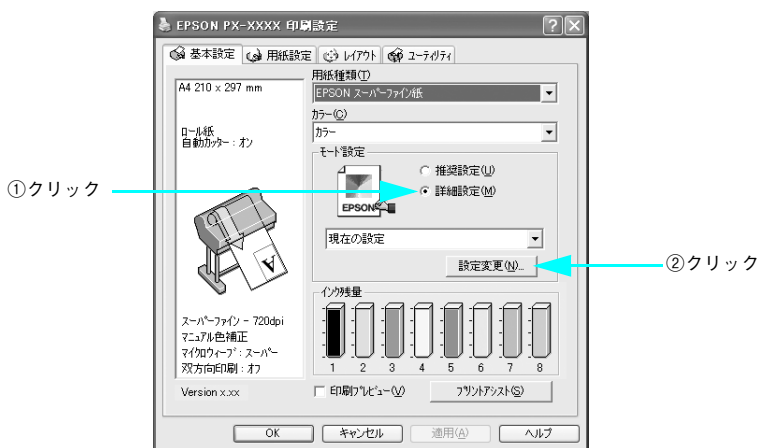 EPSON PX-XXXX 印刷設定
基本設定 用紙設定 レイアウト ユーティリティ
A4 210 x 297 mm
ロール紙
自動カッター : オン
A
スーパーファイン - 720dpi
マニュアル色補正
マイクロウィーブ : スーパー
双方向印刷 : オフ
Version x.xx
用紙種類(T)
EPSON スーパーファイン紙
カラー(C)
カラー
モード設定
EPSON
推奨設定(U)
詳細設定(M)
現在の設定
設定変更(N)...
インク残量
1 2 3 4 5 6 7 8
印刷プレビュー(V)
プリントアシスト(S)
OK キャンセル 適用(A) ヘルプ
①クリック
②クリック